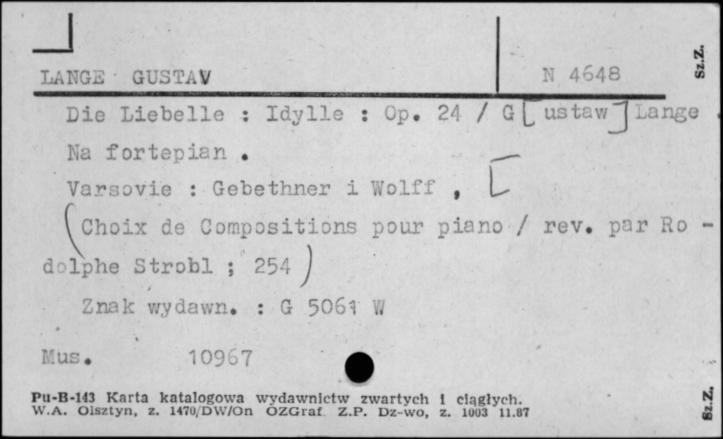 LANGE GUSTAV
N 4648
Sz.Z.
Die Liebelle : Idylle : Op. 24 / G[ustaw] Lange .
Na fortepian .
Varsovie : Gebethner i Wolff , [
(Choix de Compositions pour piano / rev. par Ro -
dolphe Strobl ; 254)
Znak wydawn. : G 5061 W
Mus. 10967
Pu-B-143 Karta katalogowa wydawnictw zwartych i ciągłych.
W.A. Olsztyn, z. 1470/DW/On OZGraf. Z.P. Dz-wo, z. 1003 11.87
Sz.Z.